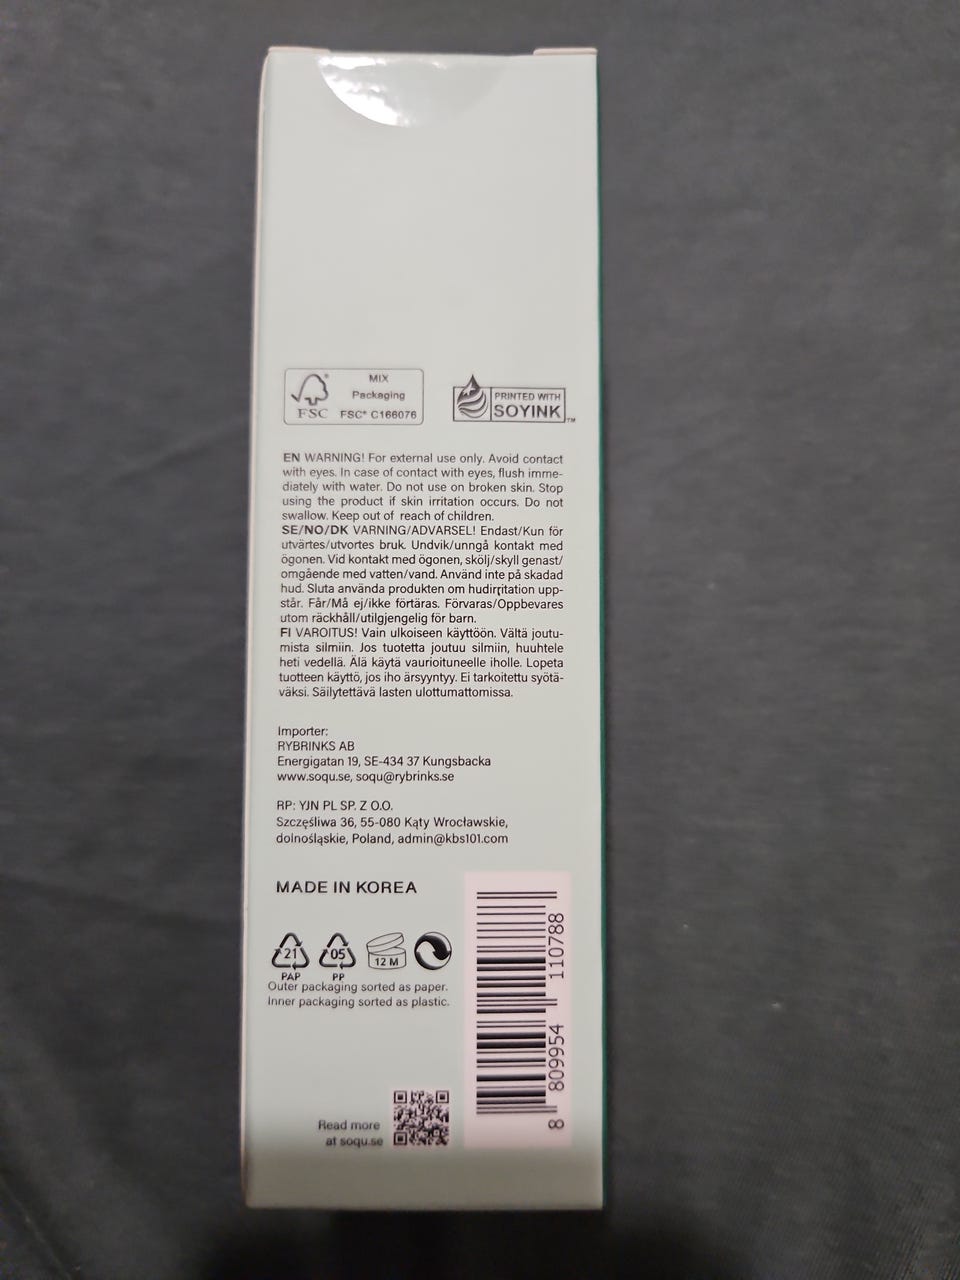 MIX
Packaging
FSC® C166076
FSC
PRINTED WITH
SOYINK™
EN WARNING! For external use only. Avoid contact
with eyes. In case of contact with eyes, flush imme-
diately with water. Do not use on broken skin. Stop
using the product if skin irritation occurs. Do not
swallow. Keep out of reach of children.
SE/NO/DK VARNING/ADVARSEL! Endast/Kun för
utvärtes/utvortes bruk. Undvik/unngå kontakt med
ögonen. Vid kontakt med ögonen, skölj/skyll genast/
omgående med vatten/vand. Använd inte på skadad
hud. Sluta använda produkten om hudirritation upp-
står. Får/Må ej/ikke förtäras. Förvaras/Oppbevares
utom räckhåll/utilgjengelig för barn.
FI VAROITUS! Vain ulkoiseen käyttöön. Vältä joutu-
mista silmiin. Jos tuotetta joutuu silmiin, huuhtele
heti vedellä. Älä käytä vaurioituneelle iholle. Lopeta
tuotteen käyttö, jos iho ärsyyntyy. Ei tarkoitettu syötä-
väksi. Säilytettävä lasten ulottumattomissa.
Importer:
RYBRINKS AB
Energigatan 19, SE-434 37 Kungsbacka
www.soqu.se, soqu@rybrinks.se
RP: YJN PL SP. Z O.O.
Szczęśliwa 36, 55-080 Kąty Wrocławskie,
dolnośląskie, Poland, admin@kbs101.com
MADE IN KOREA
21 05 12 M
PAP PP
Outer packaging sorted as paper.
Inner packaging sorted as plastic.
8 809954 110788
Read more
at soqu.se